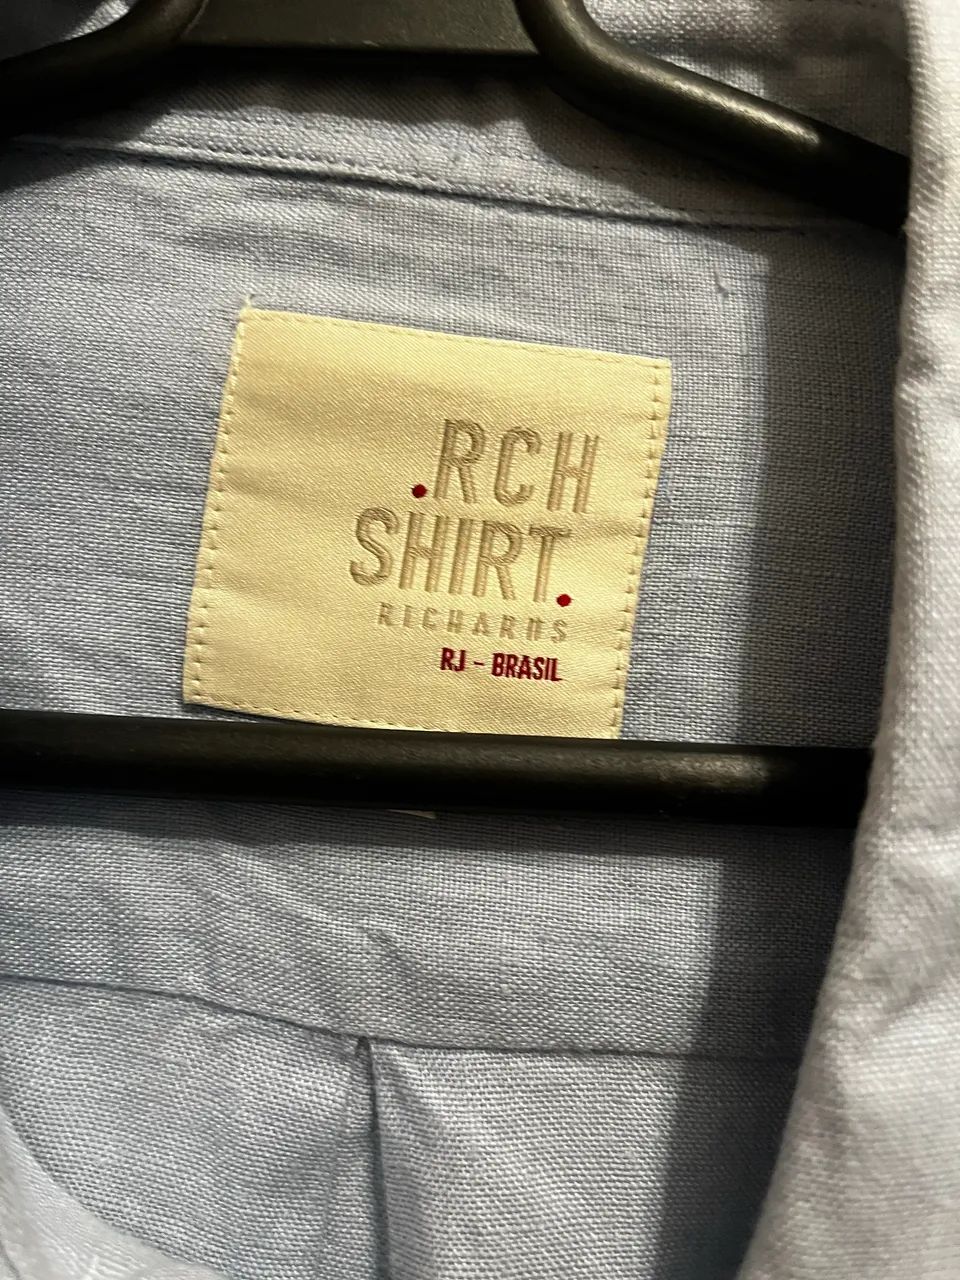 .RCH
SHIRT.
RICHARDS
RJ - BRASIL